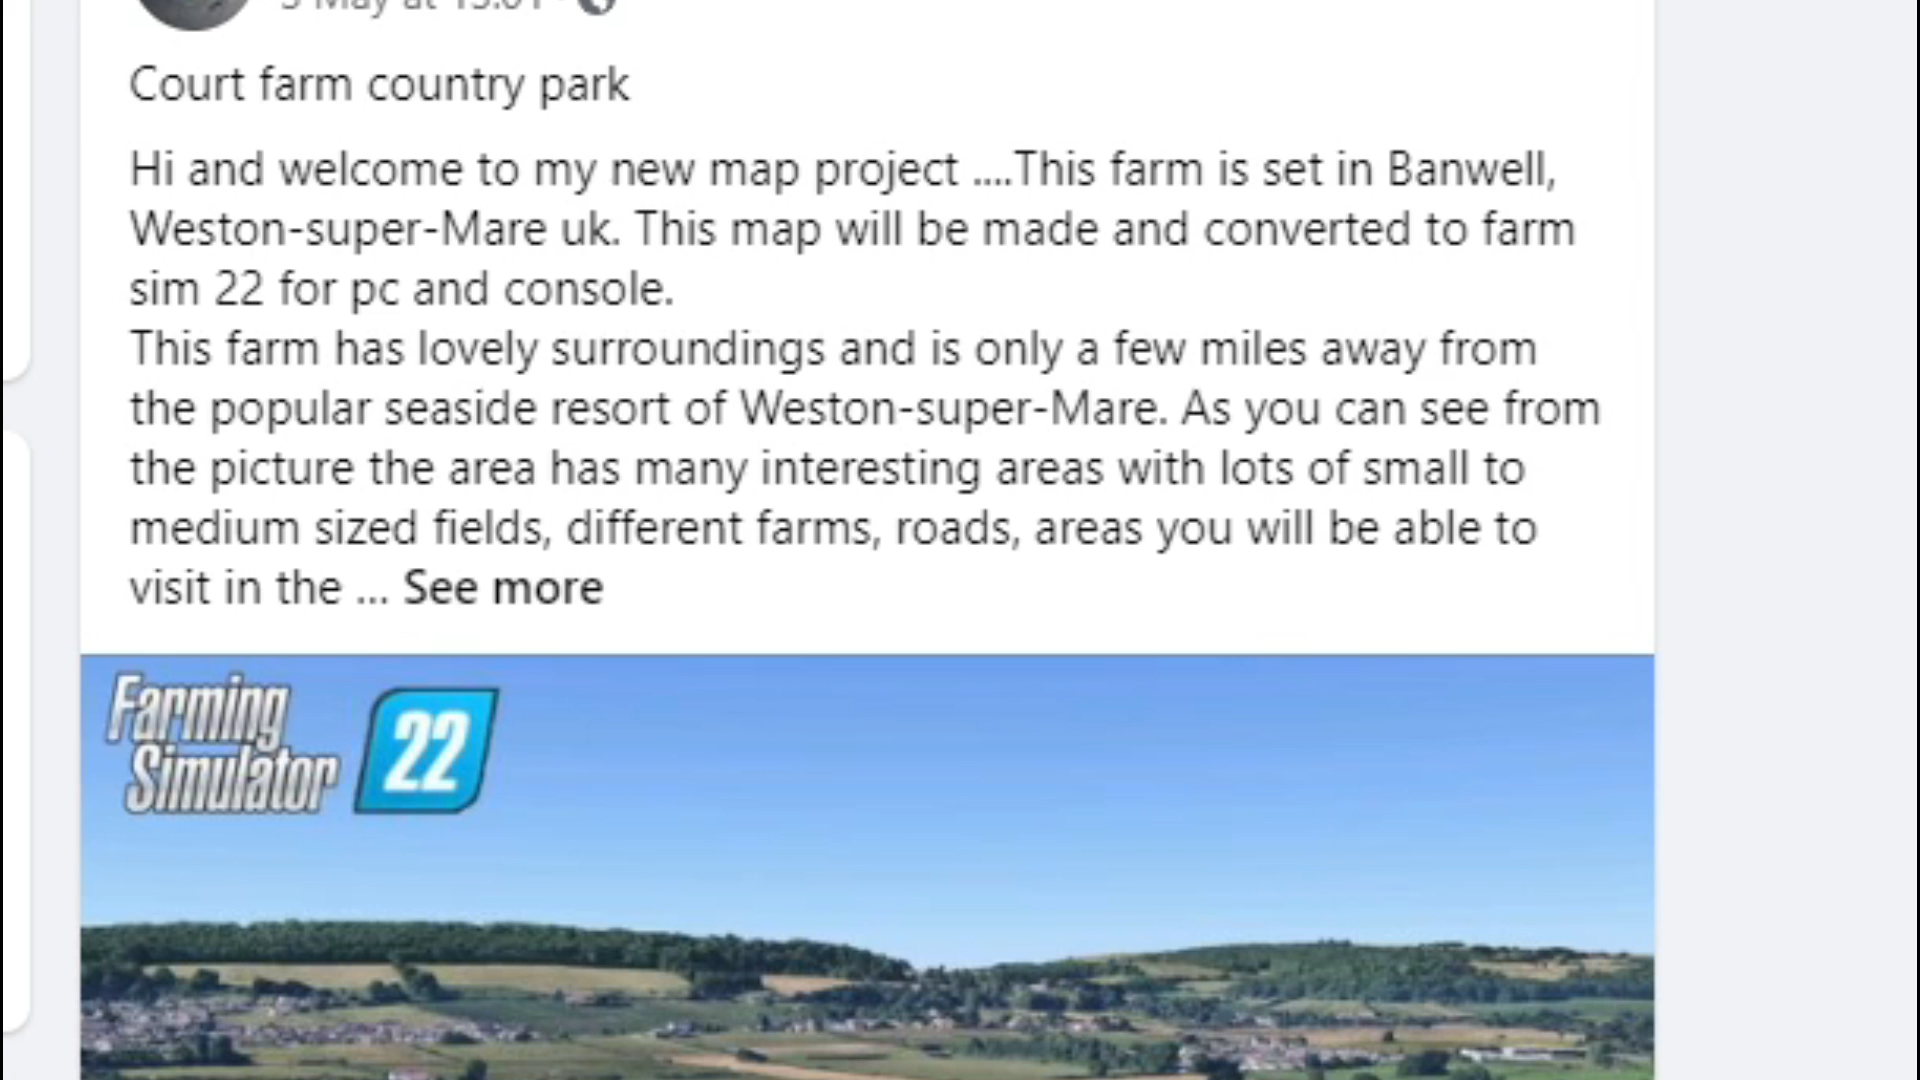 Court farm country park
Hi and welcome to my new map project ....This farm is set in Banwell,
Weston-super-Mare uk. This map will be made and converted to farm
sim 22 for pc and console.
This farm has lovely surroundings and is only a few miles away from
the popular seaside resort of Weston-super-Mare. As you can see from
the picture the area has many interesting areas with lots of small to
medium sized fields, different farms, roads, areas you will be able to
visit in the ... See more
Farming
Simulator 22